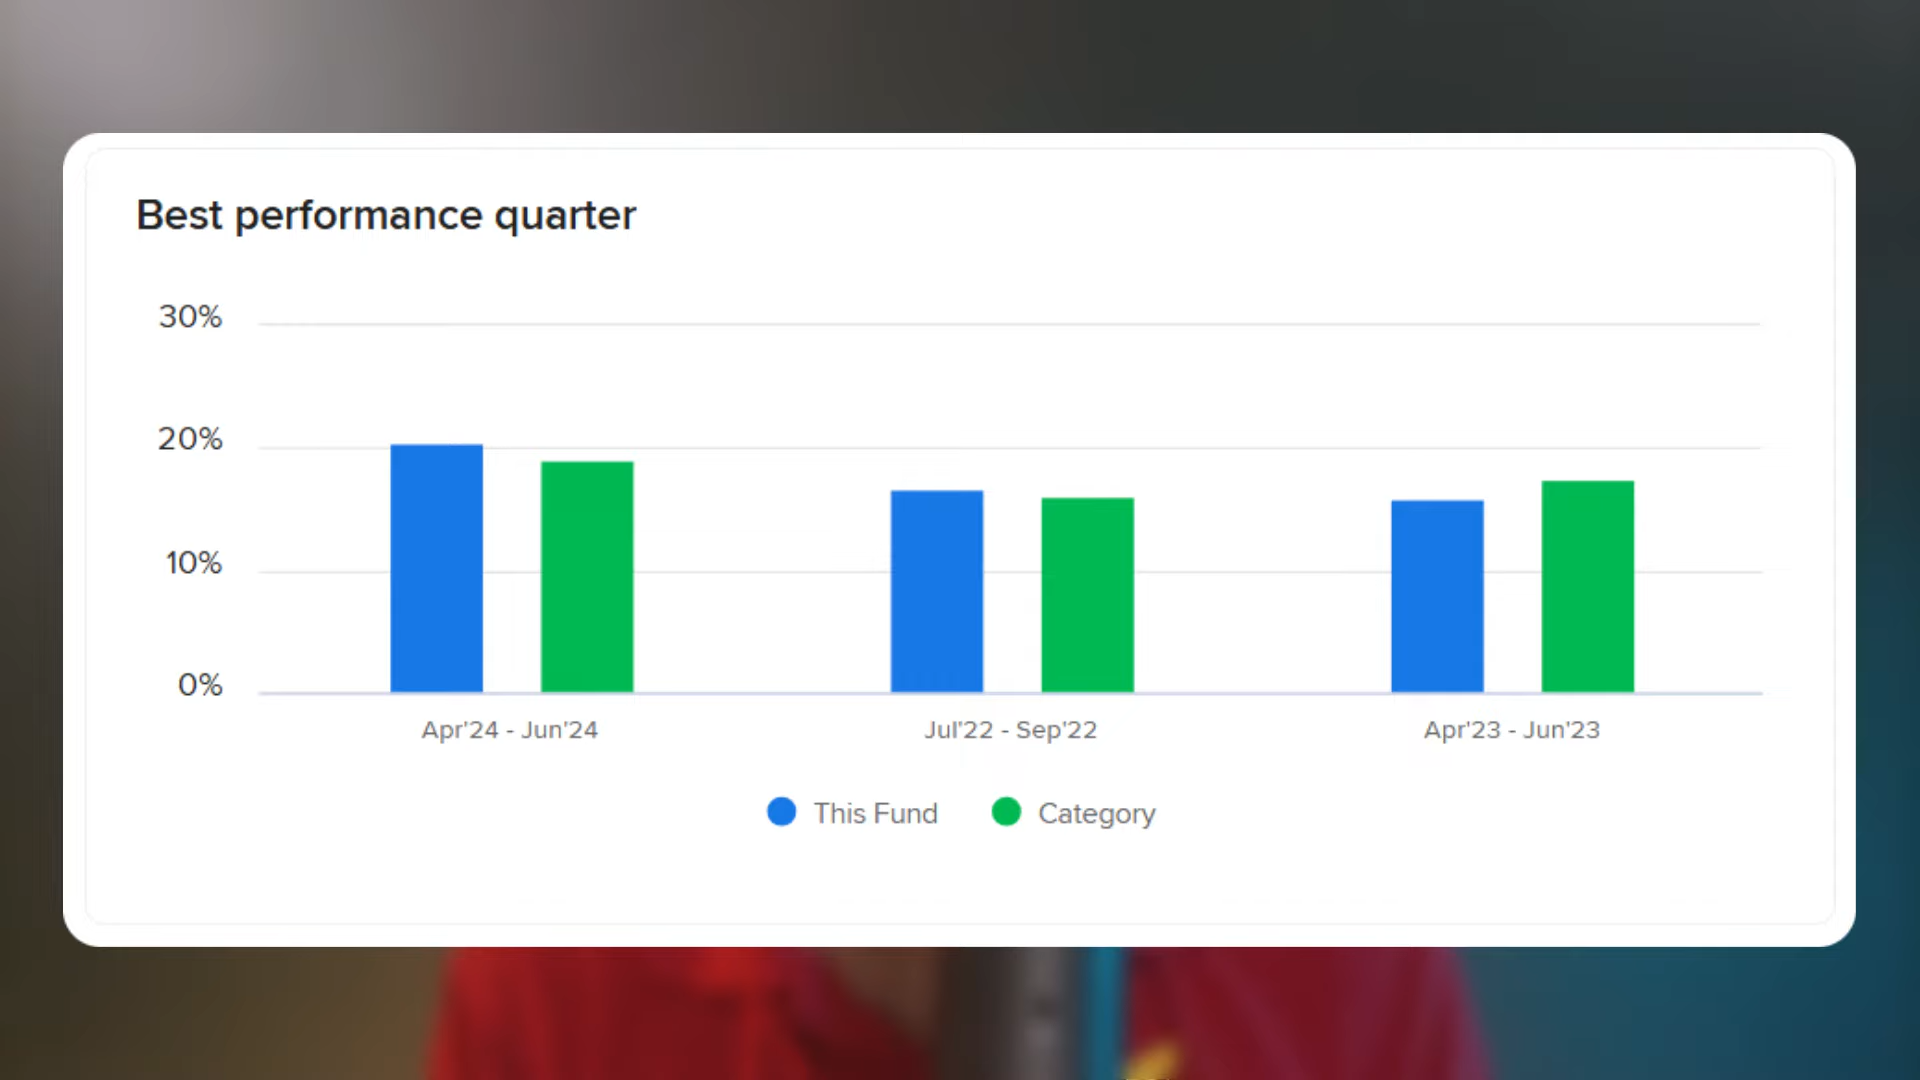 Best performance quarter
30%
20%
10%
0%
Apr'24 - Jun'24
Jul'22 - Sep'22
Apr'23 - Jun'23
This Fund
Category